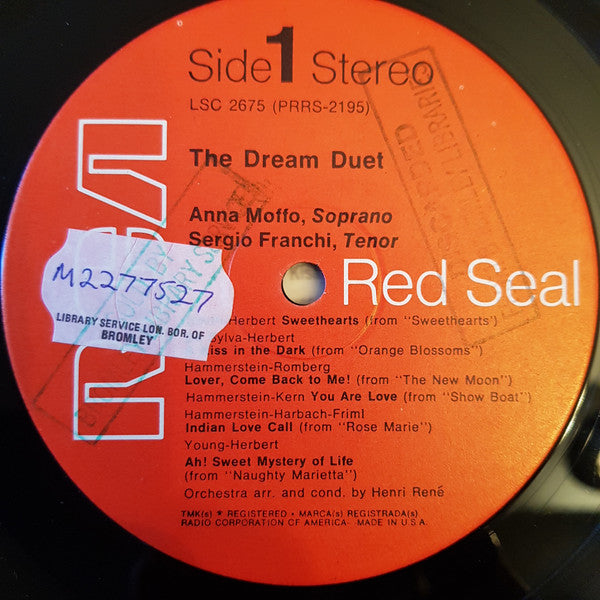 Side 1 Stereo
LSC 2675 (PRRS-2195)
The Dream Duet
Anna Moffo, Soprano
Sergio Franchi, Tenor
Red Seal
M2277527
LIBRARY SERVICE LON. BOR. OF
BROMLEY
Herbert Sweethearts (from "Sweethearts')
sylva-Herbert
iss in the Dark (from "Orange Blossoms")
Hammerstein-Romberg
Lover, Come Back to Me! (from "The New Moon")
Hammerstein-Kern You Are Love (from "Show Boat")
Hammerstein-Harbach-Friml
Indian Love Call (from "Rose Marie")
Young-Herbert
Ah! Sweet Mystery of Life
(from "Naughty Marietta")
Orchestra arr. and cond. by Henri René
TMK(s) ® REGISTERED • MARCA(s) REGISTRADA(s)
RADIO CORPORATION OF AMERICA- MADE IN U.S.A.
LIBRARIES